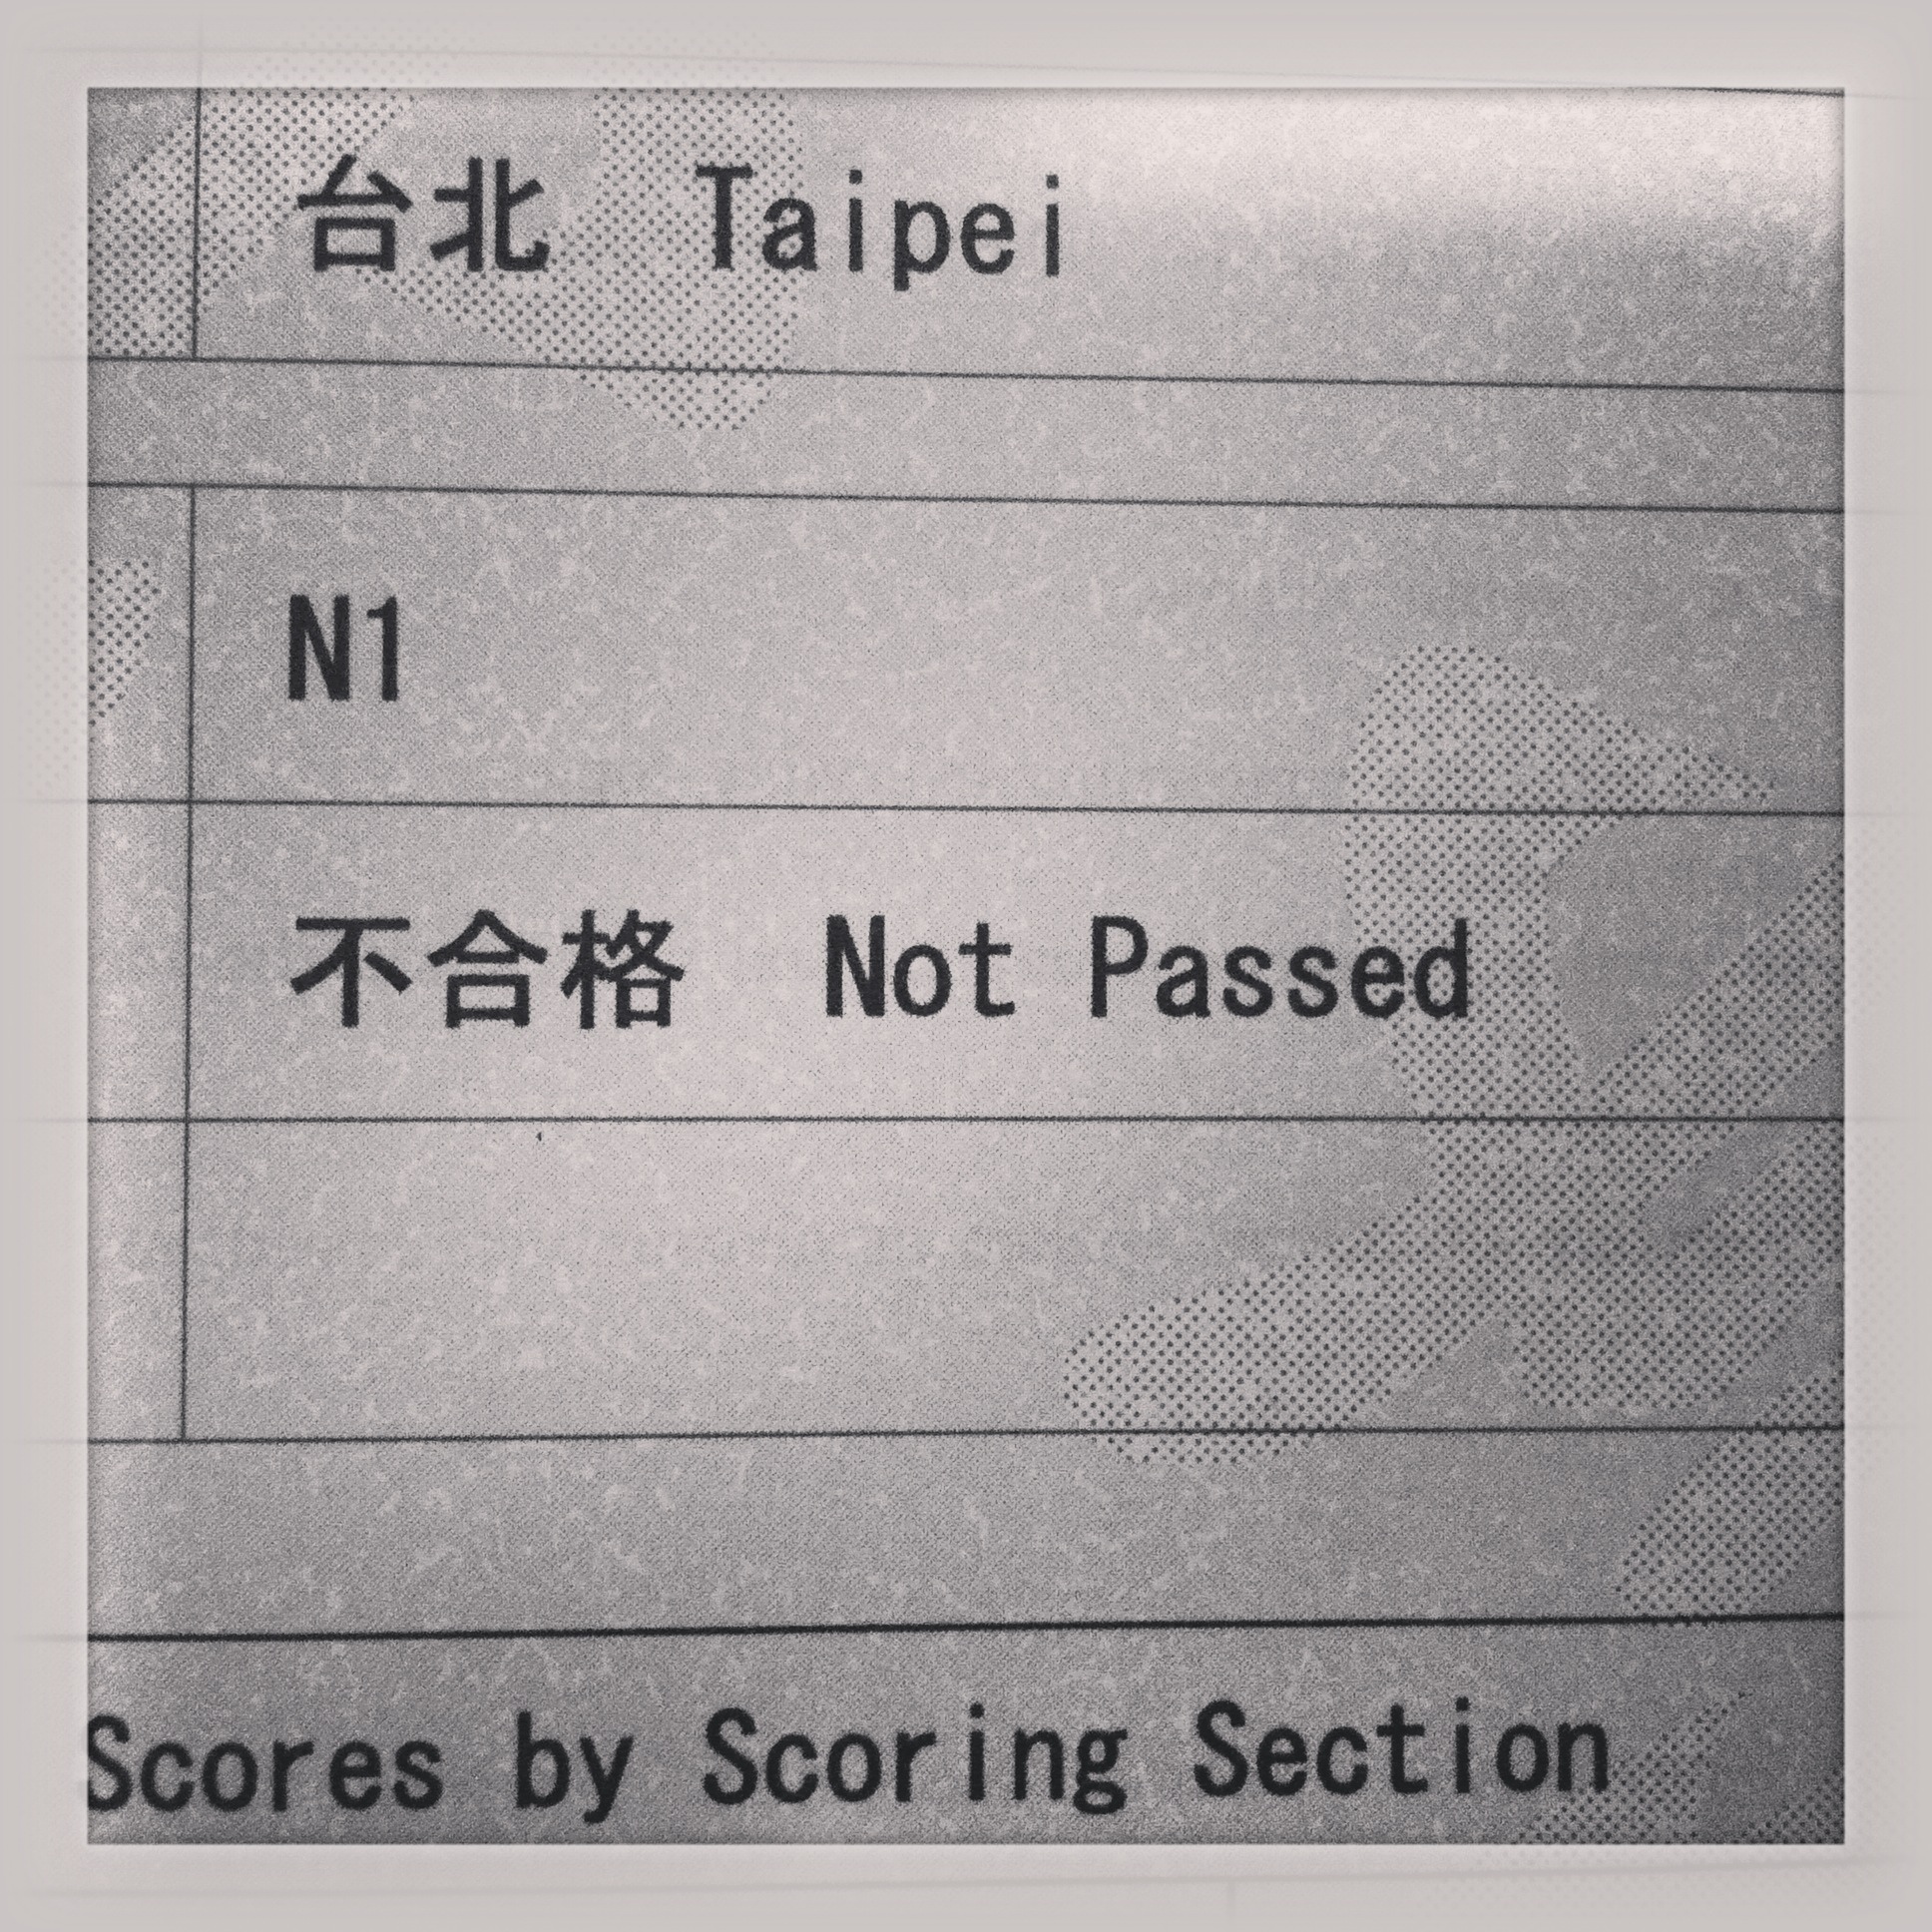 台北 Taipei
N1
不合格 Not Passed
Scores by Scoring Section